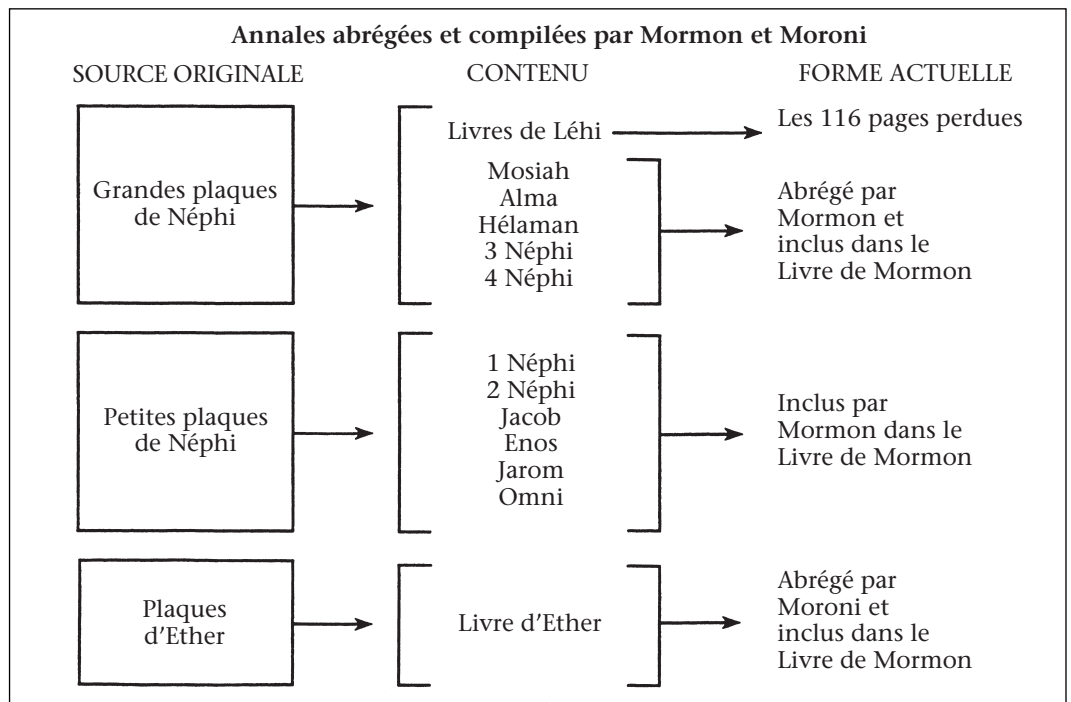 Annales abrégées et compilées par Mormon et Moroni
SOURCE ORIGINALE
CONTENU
FORME ACTUELLE
Grandes plaques
de Néphi
Livres de Léhi
Les 116 pages perdues
Mosiah
Alma
Hélaman
3 Néphi
4 Néphi
Abrégé par
Mormon et
inclus dans le
Livre de Mormon
Petites plaques
de Néphi
1 Néphi
2 Néphi
Jacob
Enos
Jarom
Omni
Inclus par
Mormon dans le
Livre de Mormon
Plaques
d’Ether
Livre d’Ether
Abrégé par
Moroni et
inclus dans le
Livre de Mormon